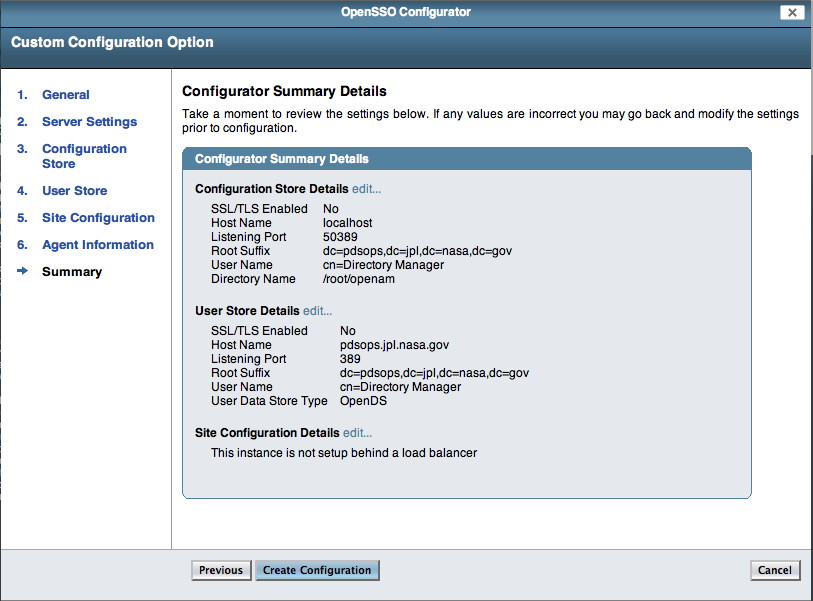 OpenSSO Configurator
Custom Configuration Option
1. General
2. Server Settings
3. Configuration
Store
4. User Store
5. Site Configuration
6. Agent Information
Summary
Configurator Summary Details
Take a moment to review the settings below. If any values are incorrect you may go back and modify the settings
prior to configuration.
Configurator Summary Details
Configuration Store Details edit...
SSL/TLS Enabled No
Host Name localhost
Listening Port 50389
Root Suffix dc=pdsops,dc=jpl,dc=nasa,dc=gov
User Name cn=Directory Manager
Directory Name /root/openam
User Store Details edit...
SSL/TLS Enabled No
Host Name pdsops.jpl.nasa.gov
Listening Port 389
Root Suffix dc=pdsops,dc=jpl,dc=nasa,dc=gov
User Name cn=Directory Manager
User Data Store Type OpenDS
Site Configuration Details edit...
This instance is not setup behind a load balancer
Previous Create Configuration Cancel